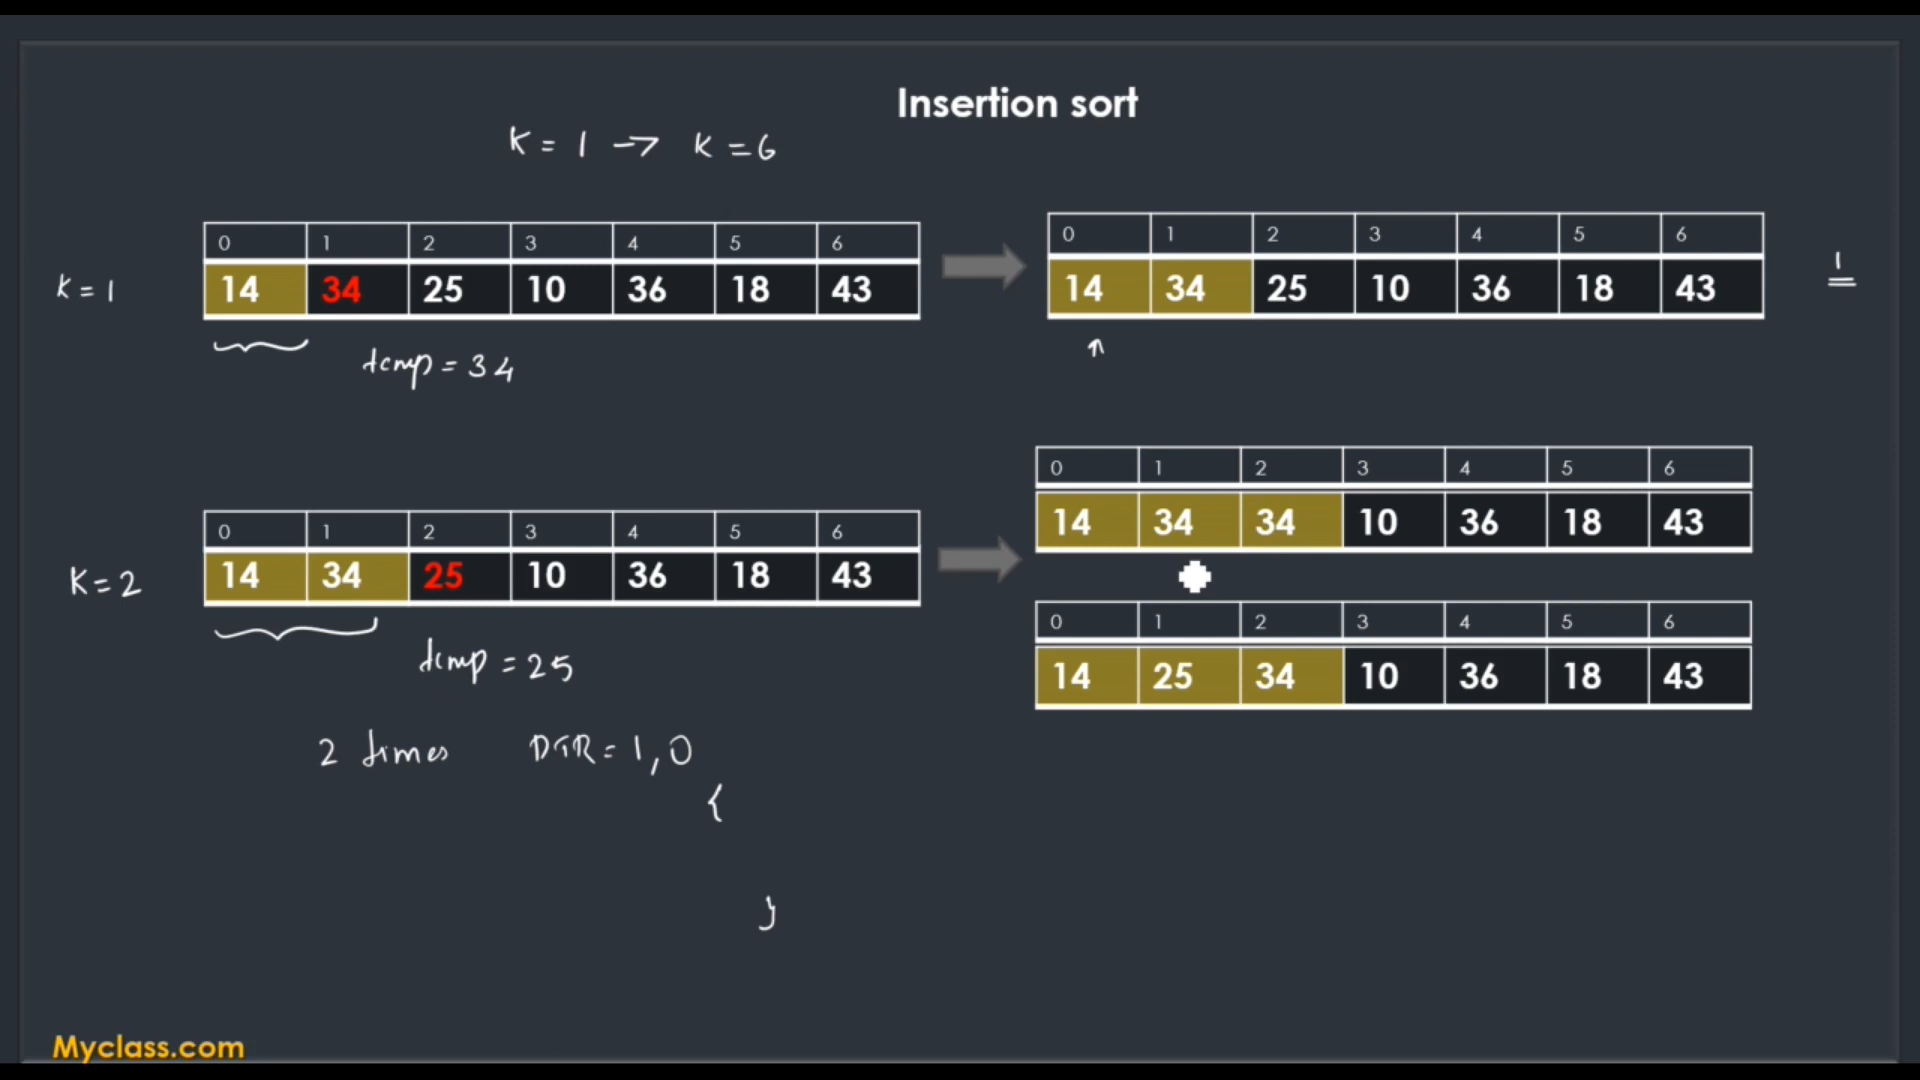 Insertion sort
K = 1 → K = 6
0 1 2 3 4 5 6
14 34 25 10 36 18 43
0 1 2 3 4 5 6
14 34 25 10 36 18 43
K = 1
1
temp = 34
0 1 2 3 4 5 6
14 34 25 10 36 18 43
0 1 2 3 4 5 6
14 34 34 10 36 18 43
K = 2
0 1 2 3 4 5 6
14 25 34 10 36 18 43
temp = 25
2 times
= 1, 0
{
}
Myclass.com